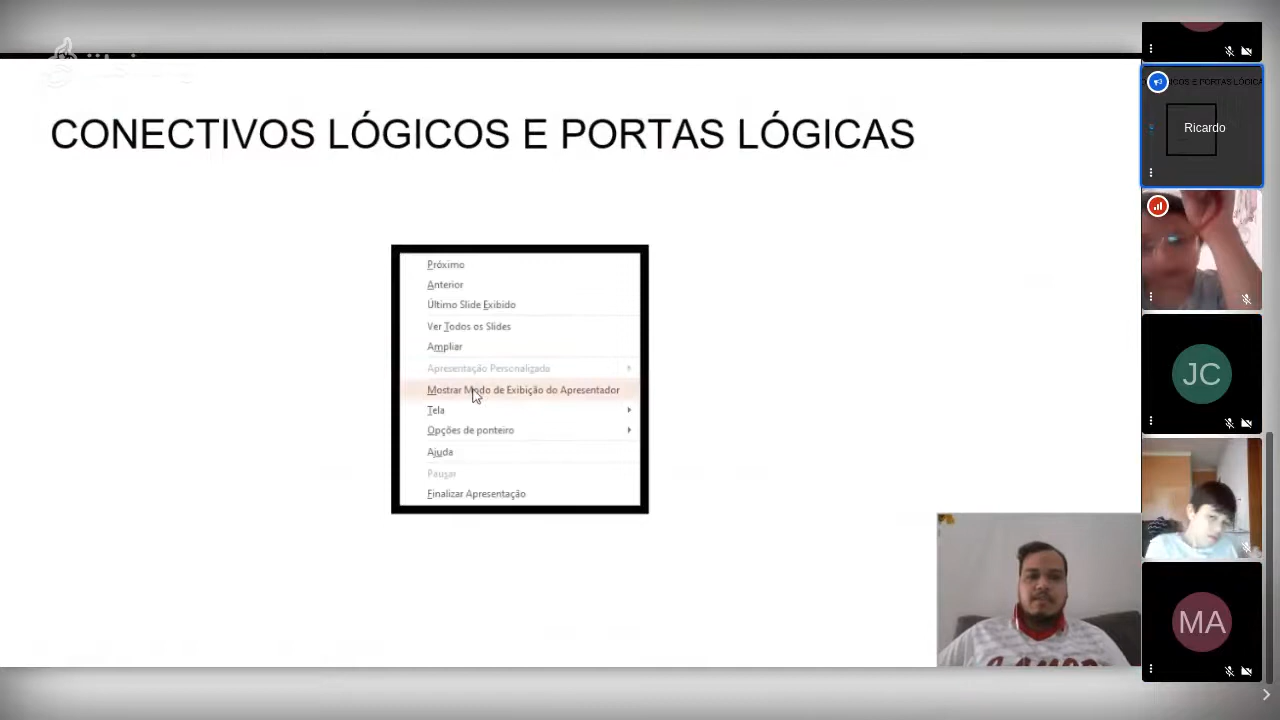 CONECTIVOS LÓGICOS E PORTAS LÓGICAS
Próximo
Anterior
Último Slide Exibido
Ver Todos os Slides
Ampliar
Apresentação Personalizada
Mostrar Modo de Exibição do Apresentador
Tela
Opções de ponteiro
Ajuda
Pausar
Finalizar Apresentação
Ricardo
JC
MA